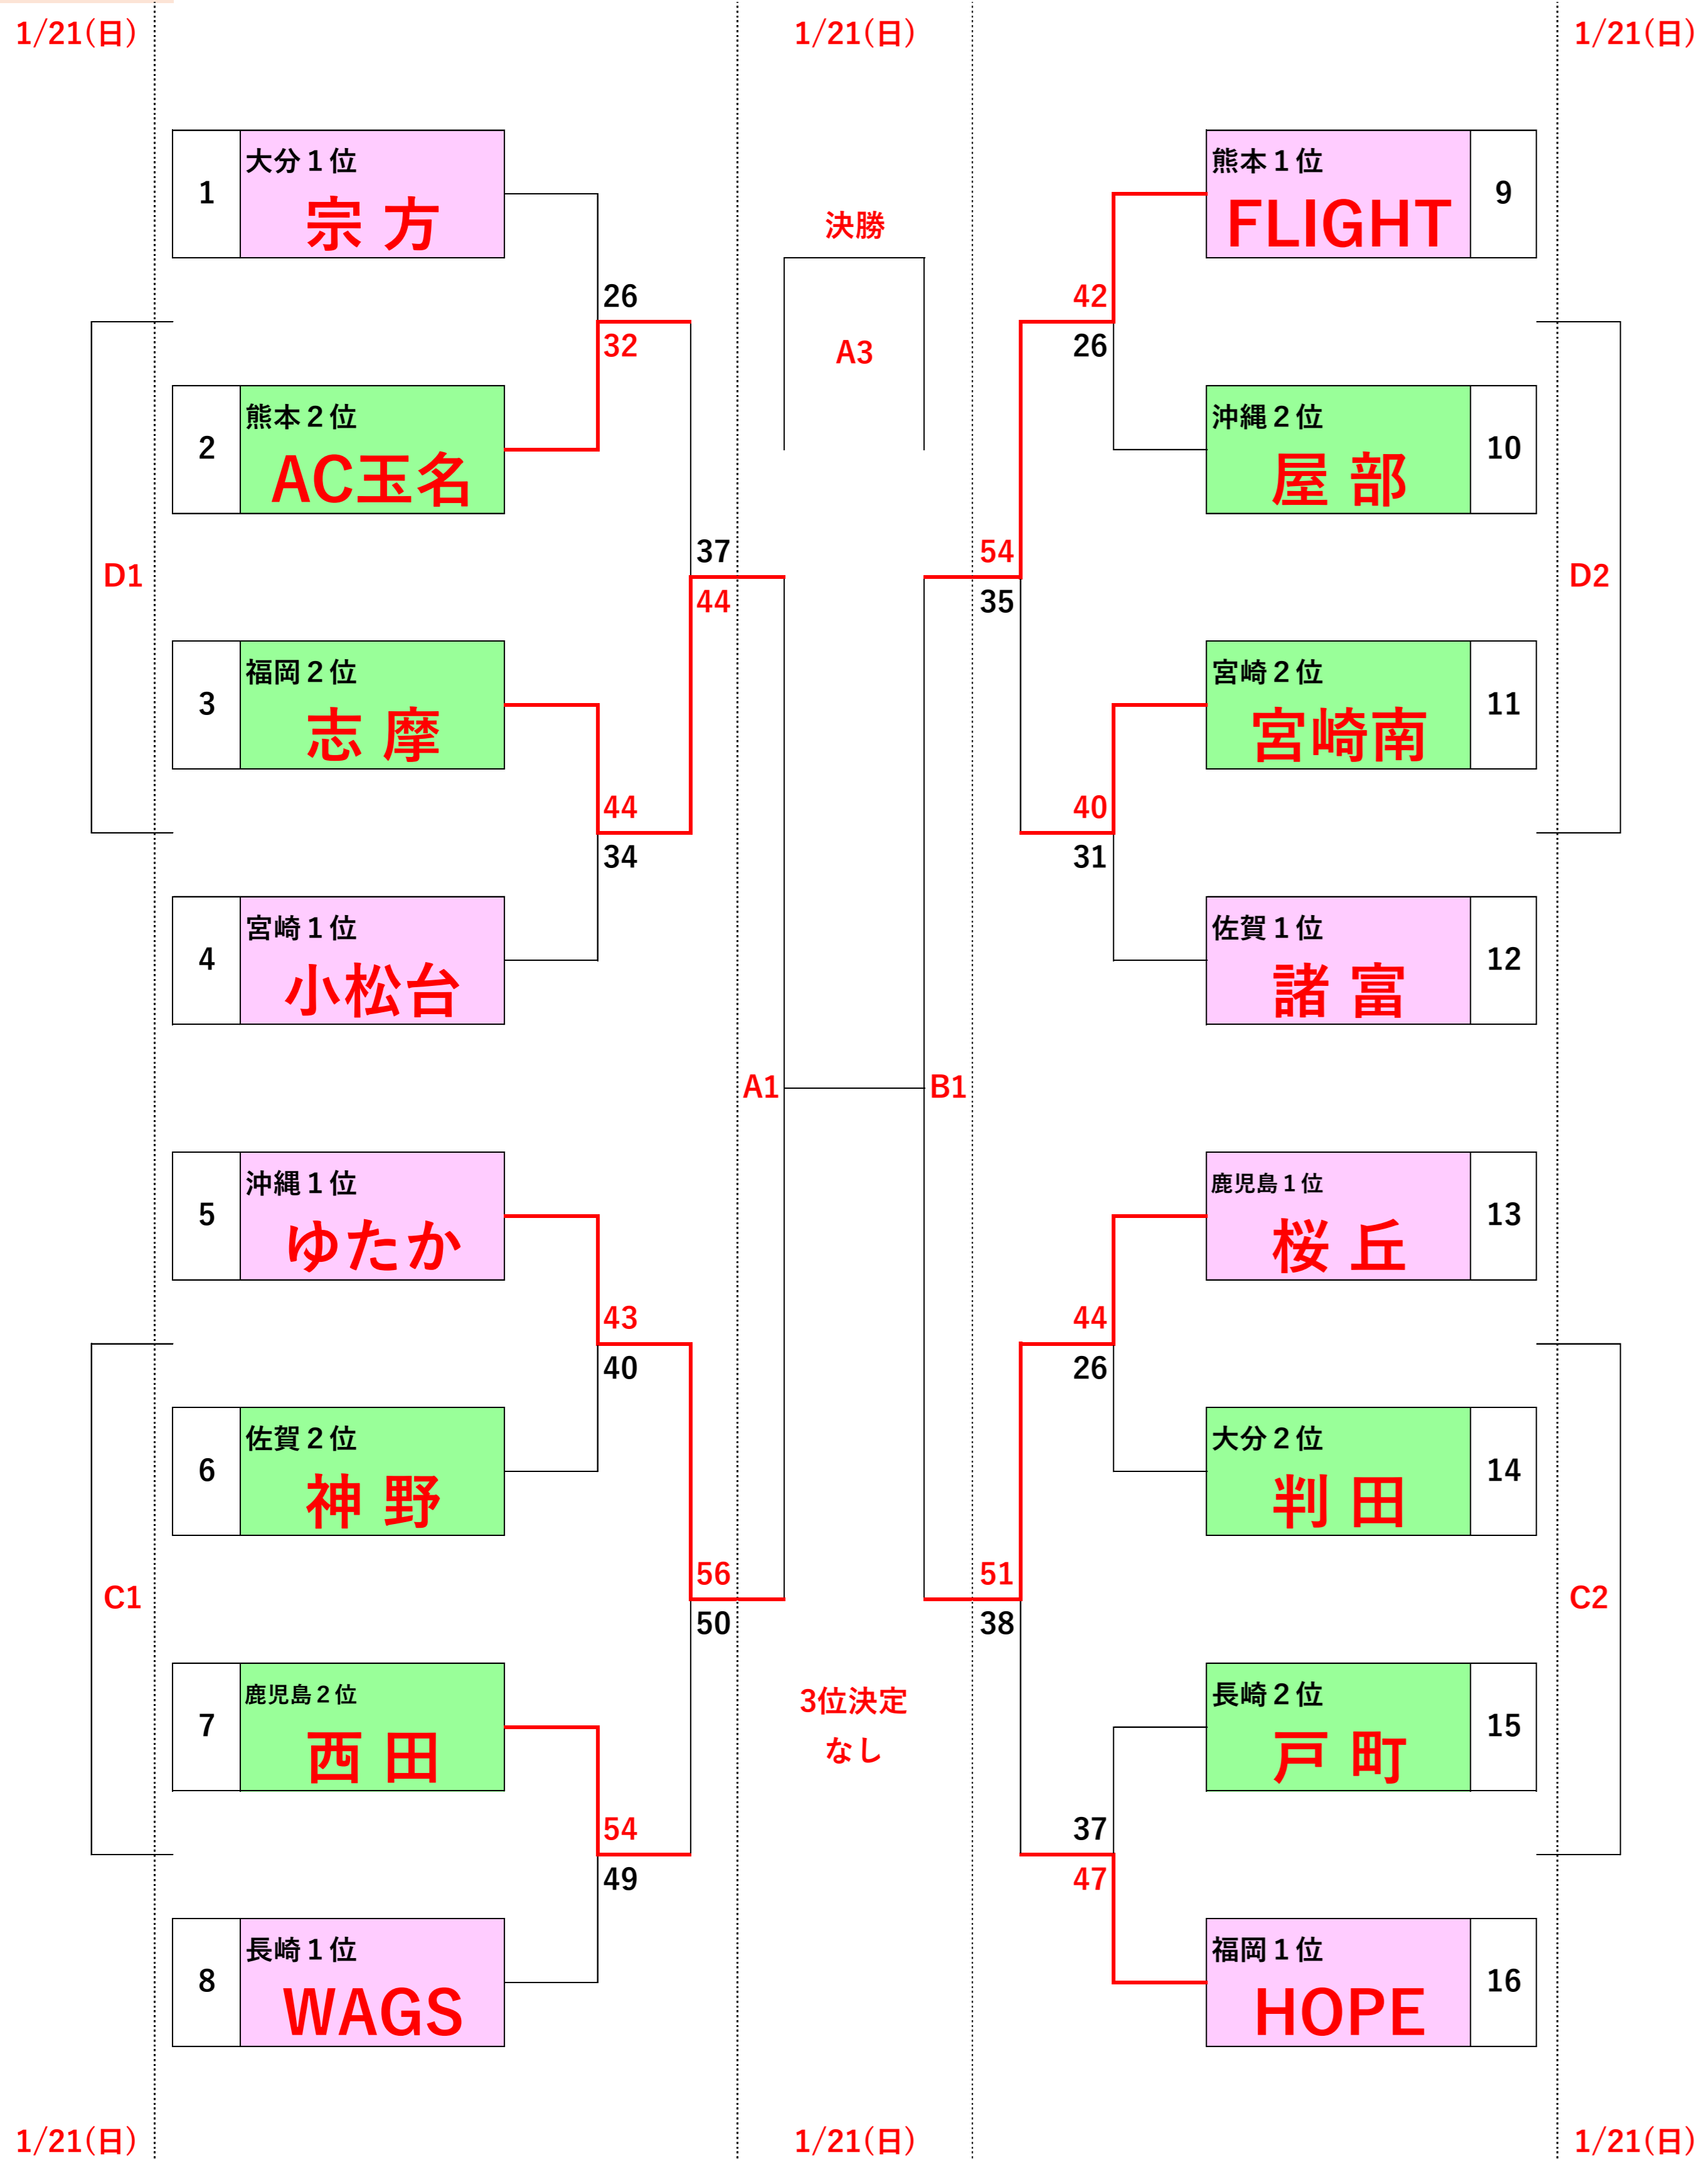 1/21(日)
1/21(日)
1/21(日)
1
大分１位
宗 方
26
32
2
熊本２位
AC玉名
D1
37
44
3
福岡２位
志 摩
44
34
4
宮崎１位
小松台
5
沖縄１位
ゆたか
43
40
6
佐賀２位
神 野
C1
56
50
7
鹿児島２位
西 田
54
49
8
長崎１位
WAGS
決勝
A3
A1
B1
3位決定
なし
熊本１位
FLIGHT
9
42
26
沖縄２位
屋 部
10
54
35
D2
宮崎２位
宮崎南
11
40
31
佐賀１位
諸 富
12
鹿児島１位
桜 丘
13
44
26
大分２位
判 田
14
51
38
C2
長崎２位
戸 町
15
37
47
福岡１位
HOPE
16
1/21(日)
1/21(日)
1/21(日)